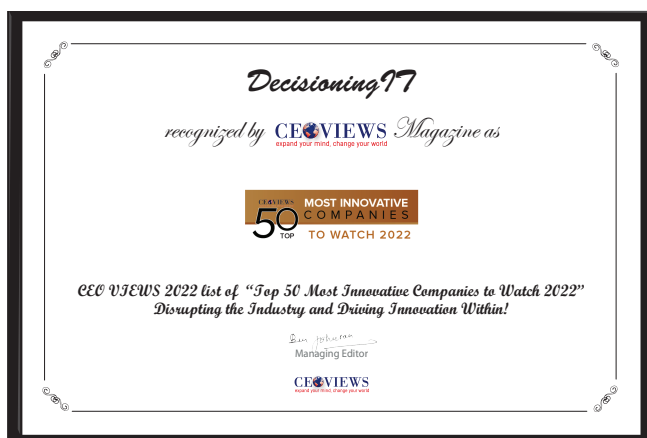 DecisioningIT
recognized by CEOVIEWS Magazine as
expand your mind, change your world
CEOVIEWS
50
TOP
MOST INNOVATIVE
COMPANIES
TO WATCH 2022
CEO VIEWS 2022 list of "Top 50 Most Innovative Companies to Watch 2022"
Disrupting the Industry and Driving Innovation Within!
Managing Editor
CEOVIEWS
expand your mind, change your world